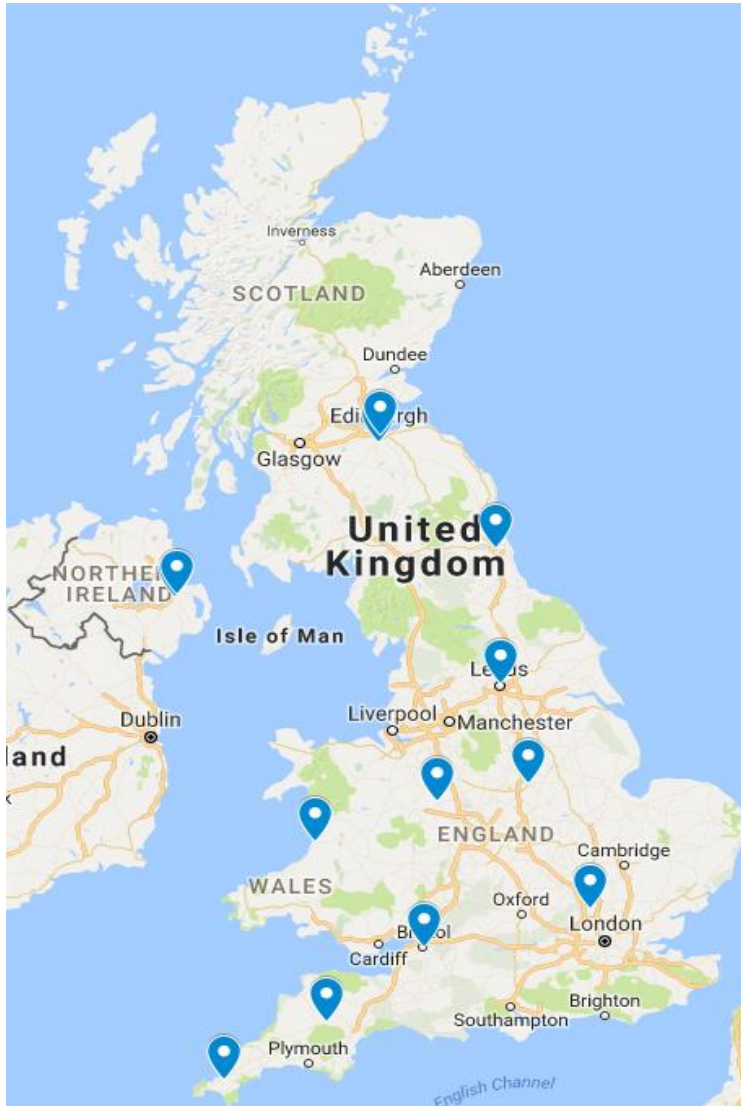 Inverness
Aberdeen
SCOTLAND
Dundee
Glasgow
United
Kingdom
IRELAND
Isle of Man
Liverpool
Manchester
Dublin
land
ENGLAND
Cambridge
WALES
Oxford
London
Cardiff
Brighton
Southampton
Plymouth
English Channel